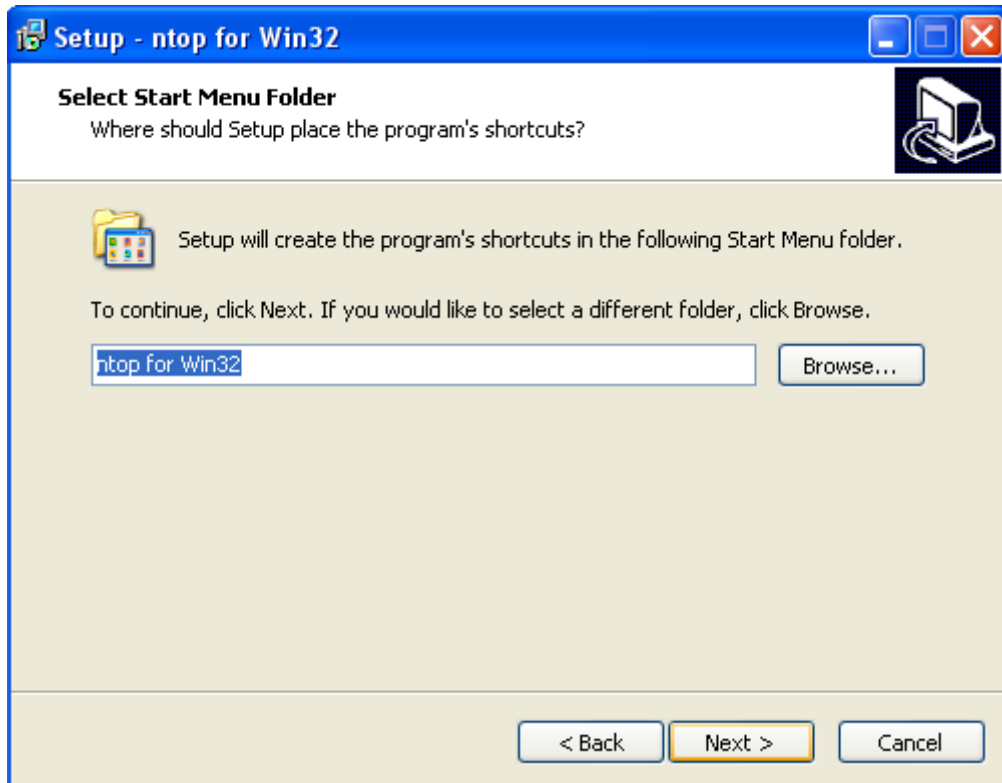 Setup - ntop for Win32
Select Start Menu Folder
Where should Setup place the program's shortcuts?
Setup will create the program's shortcuts in the following Start Menu folder.
To continue, click Next. If you would like to select a different folder, click Browse.
ntop for Win32
Browse...
< Back
Next >
Cancel